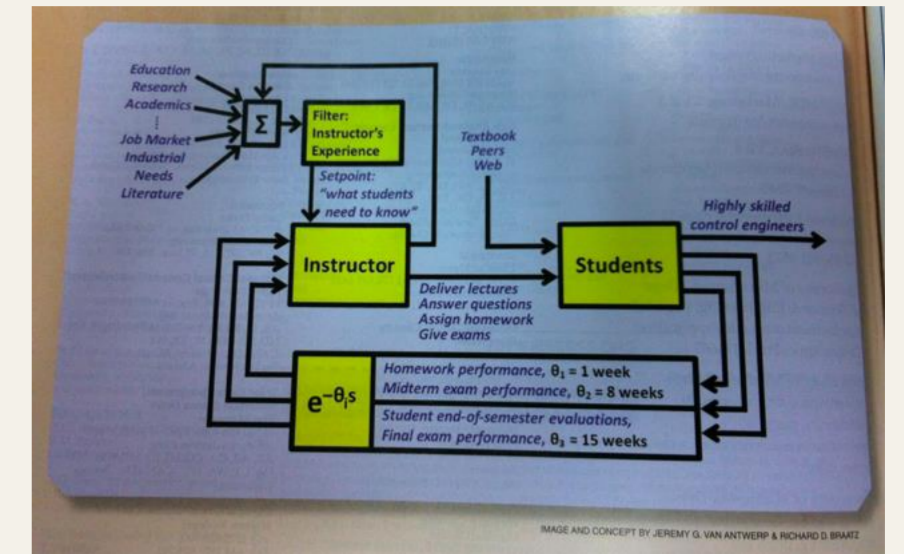 Education
Research
Academics
⋮
Job Market
Industrial
Needs
Literature
Σ
Filter:
Instructor's
Experience
Setpoint:
"what students
need to know"
Textbook
Peers
Web
Highly skilled
control engineers
Instructor
Students
Deliver lectures
Answer questions
Assign homework
Give exams
e^–θᵢs
Homework performance, θ₁ = 1 week
Midterm exam performance, θ₂ = 8 weeks
Student end-of-semester evaluations,
Final exam performance, θ₃ = 15 weeks
IMAGE AND CONCEPT BY JEREMY G. VAN ANTWERP & RICHARD D. BRAATZ